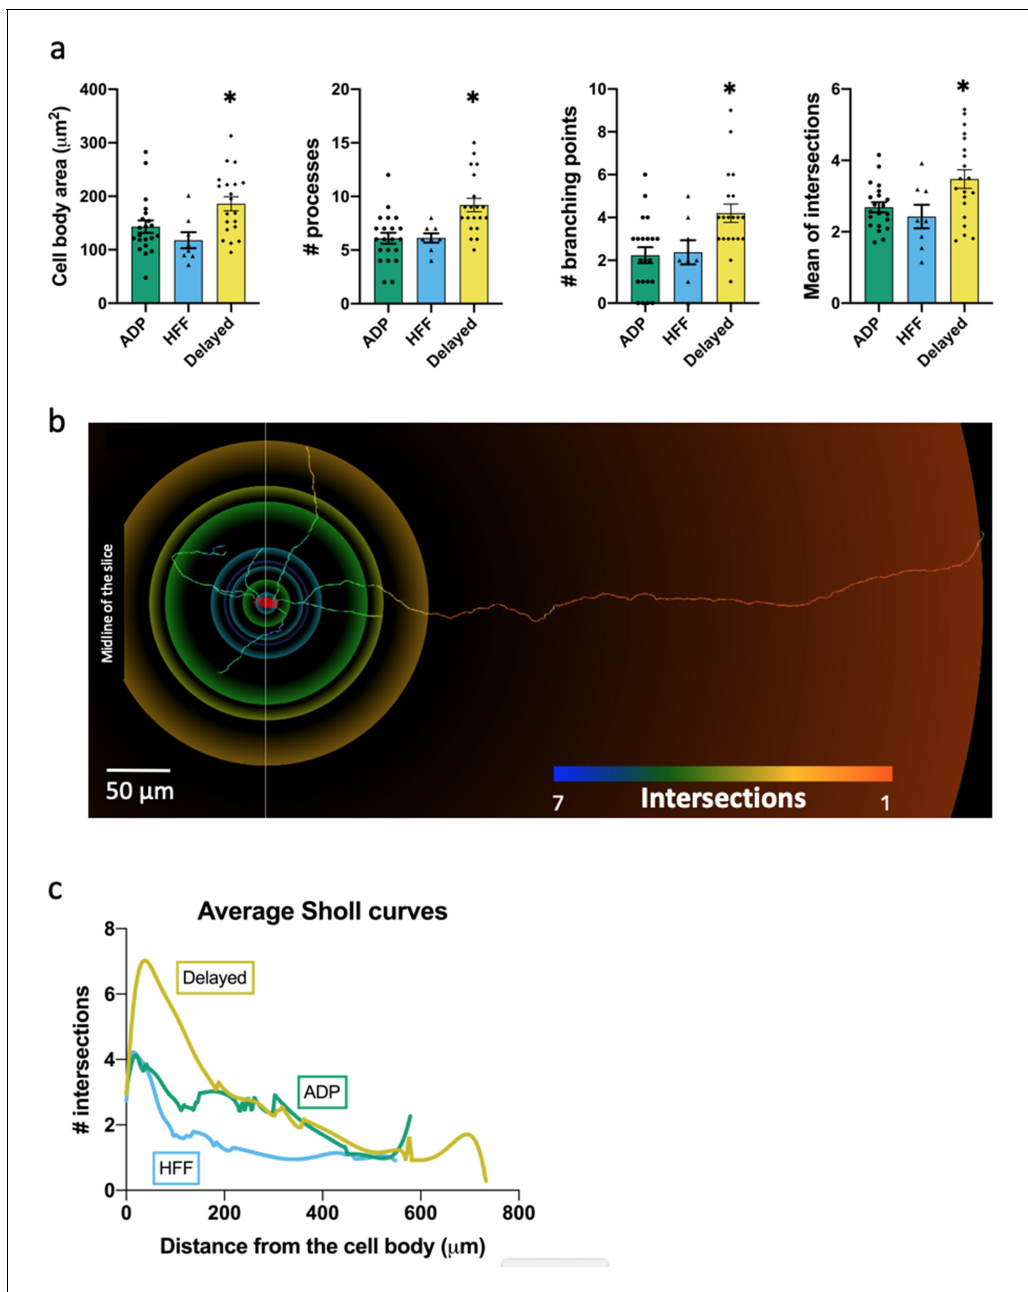 a
Cell body area (μm²)
400
300
200
100
0
*
ADP
HFF
Delayed
# processes
20
15
10
5
0
*
ADP
HFF
Delayed
# branching points
10
8
6
4
2
0
*
ADP
HFF
Delayed
Mean of intersections
6
4
2
0
*
ADP
HFF
Delayed
b
Midline of the slice
50 μm
7 Intersections 1
c
Average Sholl curves
# intersections
8
6
4
2
0
Delayed
ADP
HFF
0 200 400 600 800
Distance from the cell body (μm)